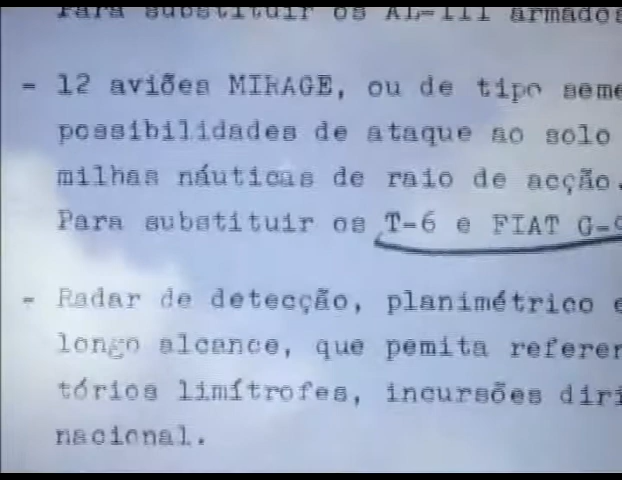 Para substituir os AL-III armados
- 12 aviões MIRAGE, ou de tipo seme
possibilidades de ataque ao solo
milhas náuticas de raio de acção.
Para substituir os T-6 e FIAT G-9
- Radar de detecção, planimétrico e
longo alcance, que pemita referen
tórios limítrofes, incursões diri
nacional.